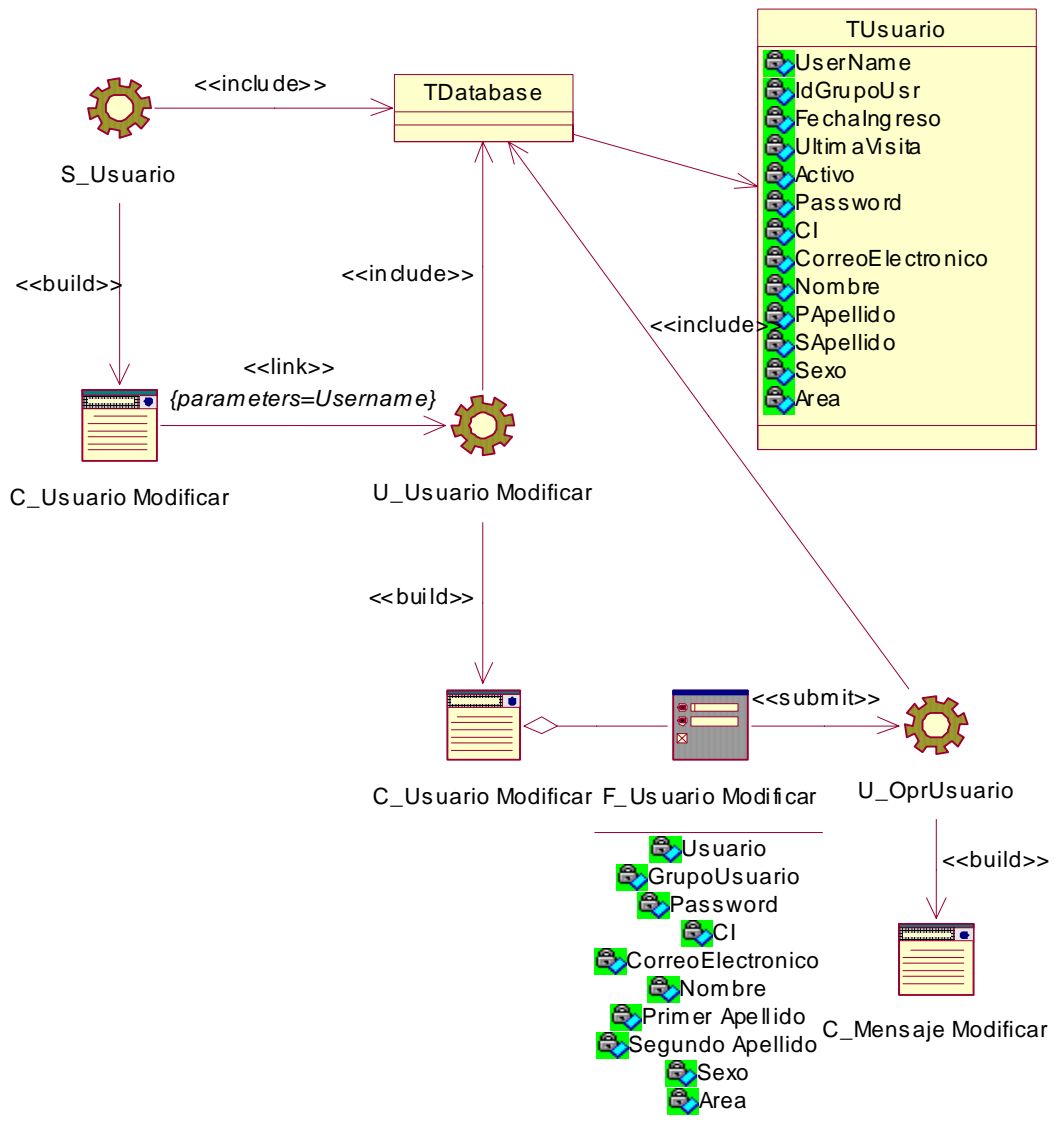 TUsuario
UserName
IdGrupoUsr
FechaIngreso
UltimaVisita
Activo
Password
CI
CorreoElectronico
Nombre
PApellido
SApellido
Sexo
Area
<<include>>
TDatabase
S_Usuario
<<build>>
<<include>>
<<include>>
<<link>>
{parameters=Username}
C_Usuario Modificar
U_Usuario Modificar
<<build>>
<<submit>>
C_Usuario Modificar
F_Usuario Modificar
U_OprUsuario
Usuario
GrupoUsuario
Password
CI
CorreoElectronico
Nombre
Primer Apellido
Segundo Apellido
Sexo
Area
<<build>>
C_Mensaje Modificar